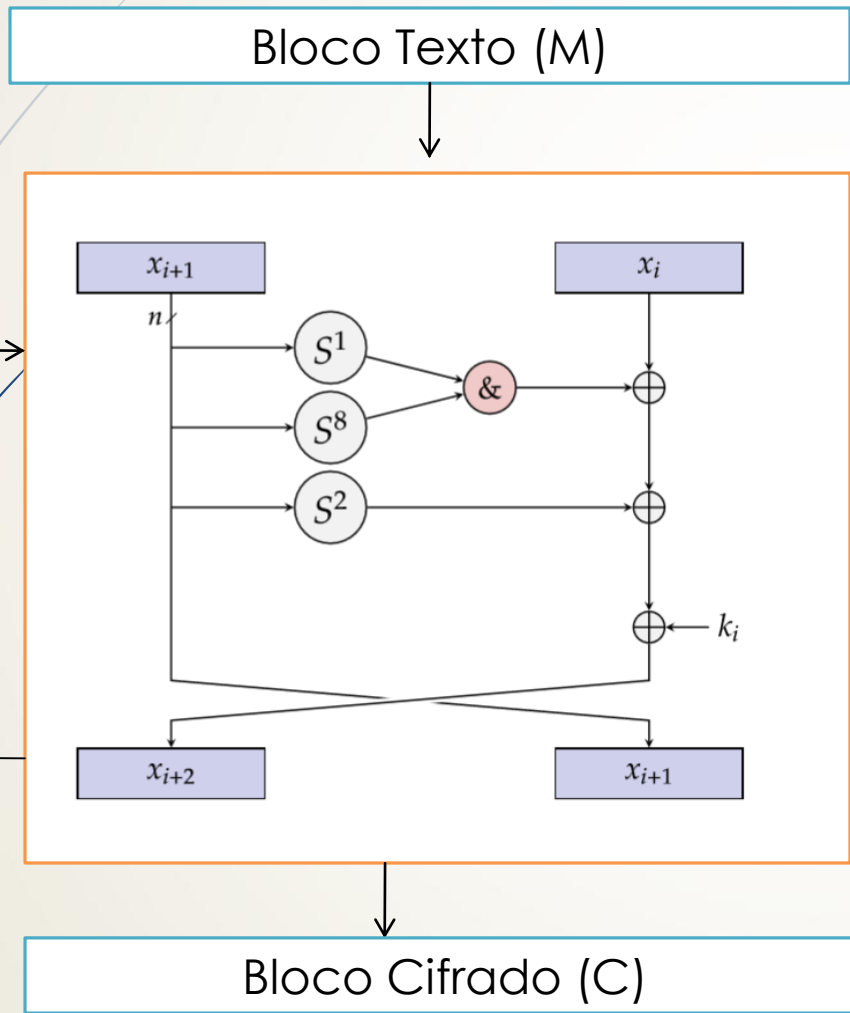 Bloco Texto (M)
x_{i+1} x_i
n
S^1
&
S^8
S^2
k_i
x_{i+2} x_{i+1}
Bloco Cifrado (C)